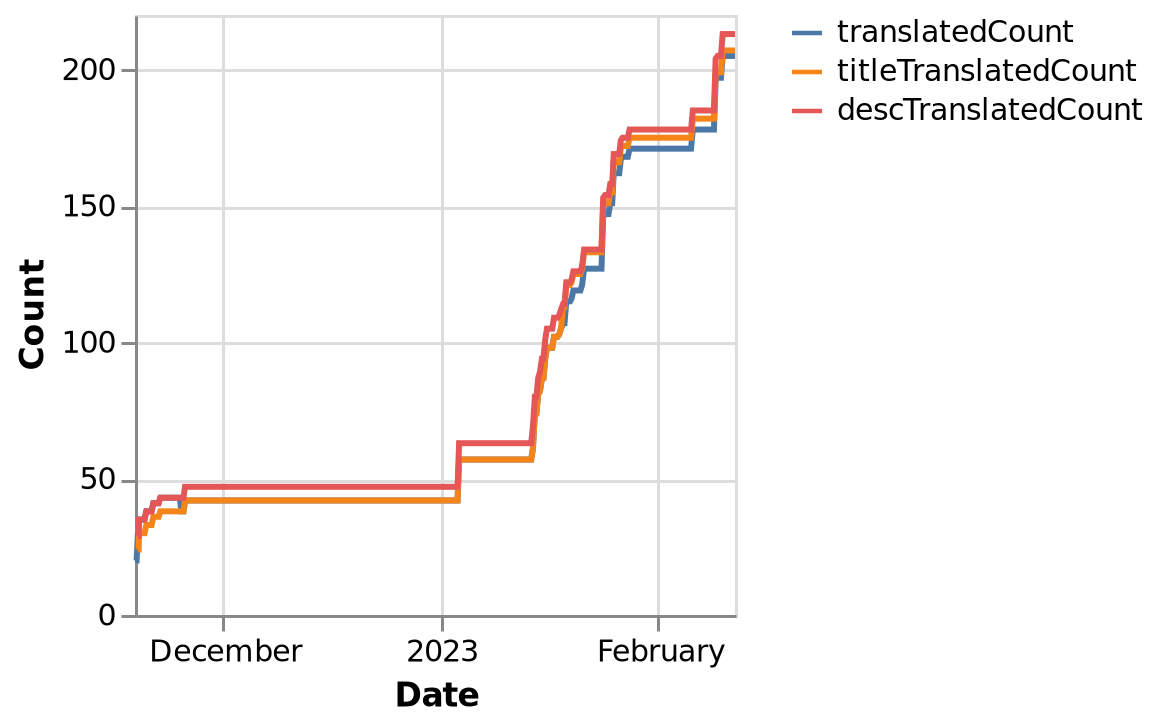 translatedCount
titleTranslatedCount
descTranslatedCount
Count
200
150
100
50
0
December 2023 February
Date